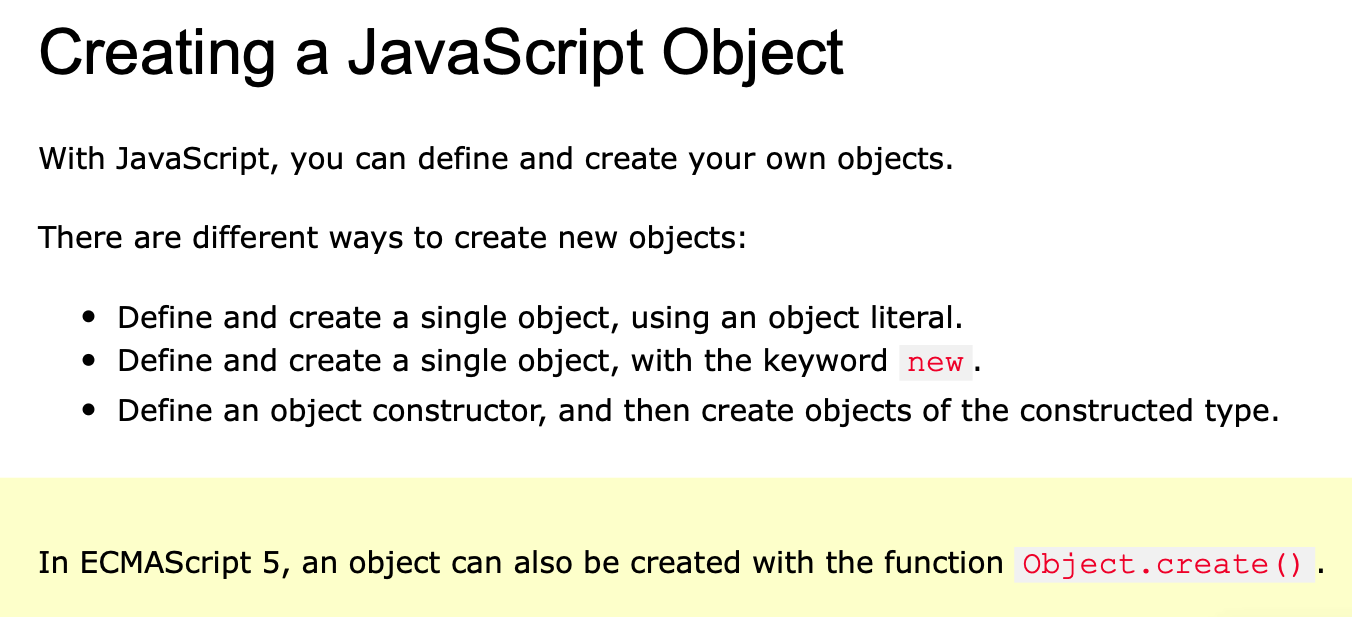 Creating a JavaScript Object
With JavaScript, you can define and create your own objects.
There are different ways to create new objects:
• Define and create a single object, using an object literal.
• Define and create a single object, with the keyword new.
• Define an object constructor, and then create objects of the constructed type.
In ECMAScript 5, an object can also be created with the function Object.create().